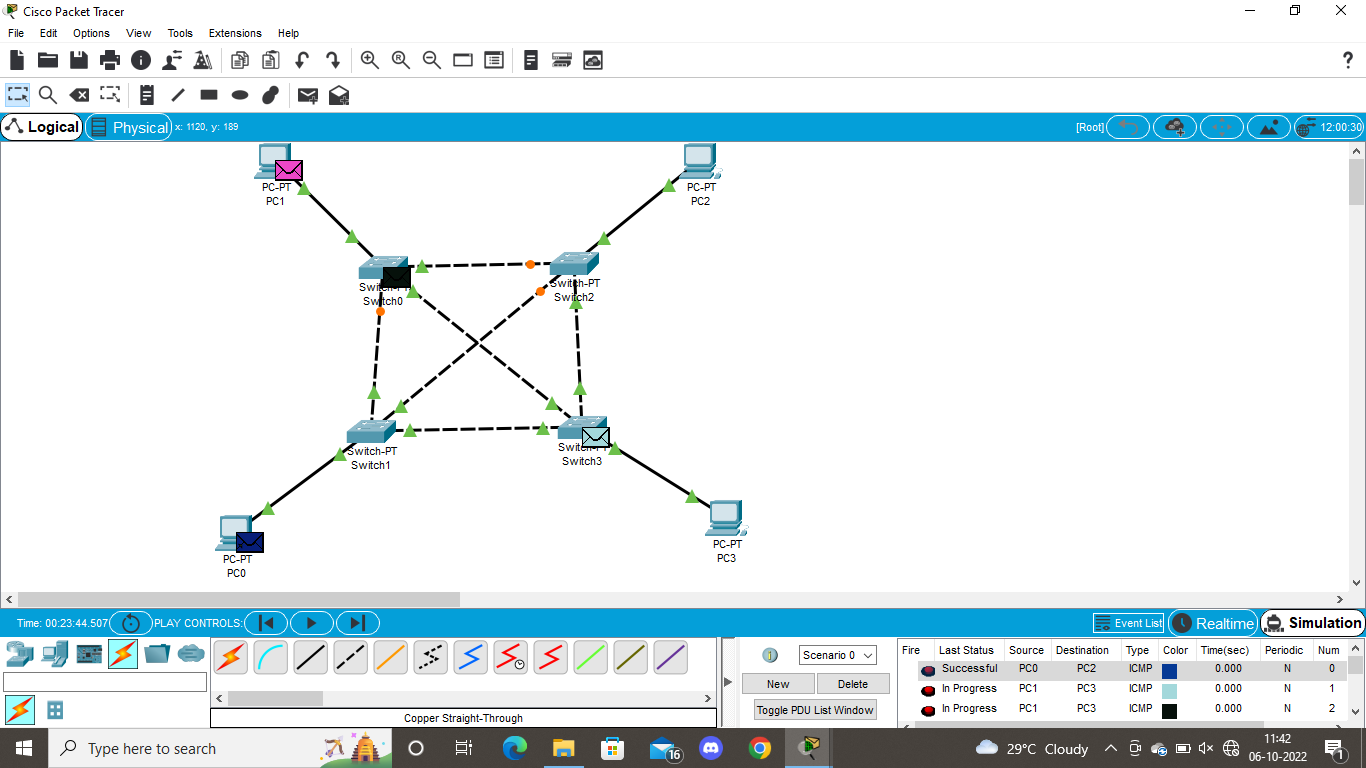 Cisco Packet Tracer
File Edit Options View Tools Extensions Help
?
Logical Physical x: 1120, y: 189 [Root] 12:00:30
PC-PT
PC1
PC-PT
PC2
Switch-PT
Switch0
Switch-PT
Switch2
Switch-PT
Switch1
Switch-PT
Switch3
PC-PT
PC0
PC-PT
PC3
Time: 00:23:44.507 PLAY CONTROLS: Event List Realtime Simulation
Copper Straight-Through
Scenario 0
New Delete
Toggle PDU List Window
Fire Last Status Source Destination Type Color Time(sec) Periodic Num
Successful PC0 PC2 ICMP 0.000 N 0
In Progress PC1 PC3 ICMP 0.000 N 1
In Progress PC1 PC3 ICMP 0.000 N 2
Type here to search 16 29°C Cloudy 11:42
06-10-2022 1